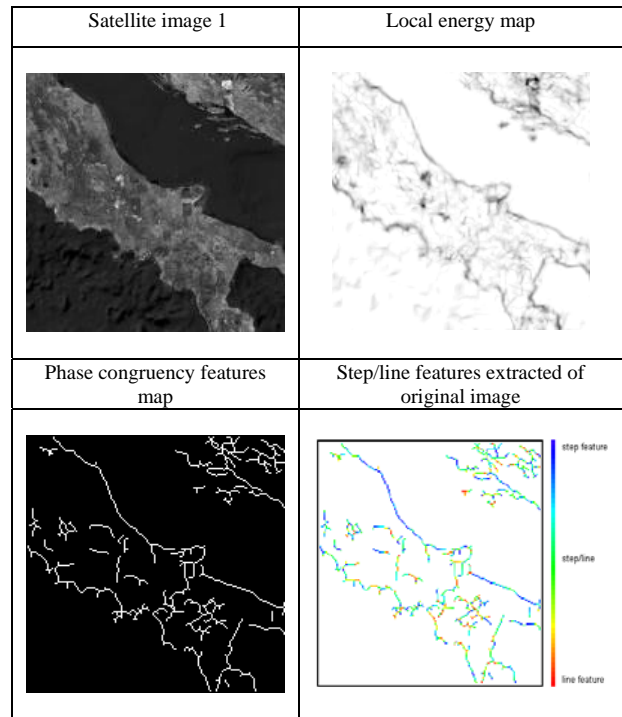 Satellite image 1
Local energy map
Phase congruency features
map
Step/line features extracted of
original image
step feature
step/line
line feature